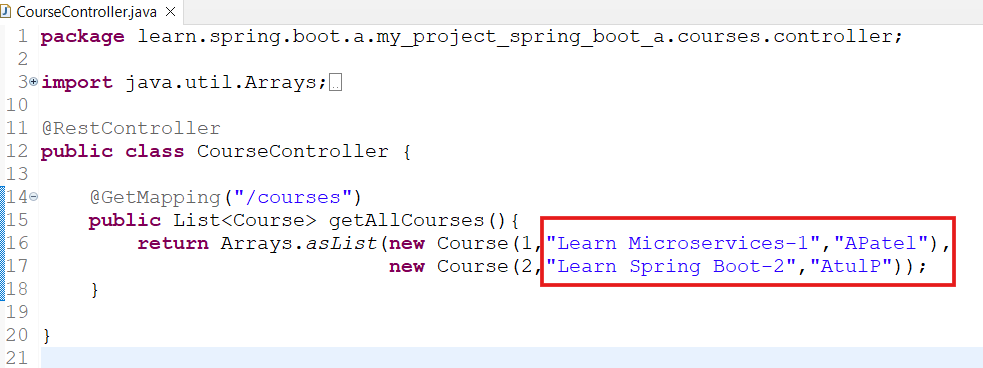 CourseController.java
1 package learn.spring.boot.a.my_project_spring_boot_a.courses.controller;
2
3 import java.util.Arrays;
10
11 @RestController
12 public class CourseController {
13
14 @GetMapping("/courses")
15 public List<Course> getAllCourses(){
16 return Arrays.asList(new Course(1,"Learn Microservices-1","APatel"),
17 new Course(2,"Learn Spring Boot-2","AtulP"));
18 }
19
20 }
21